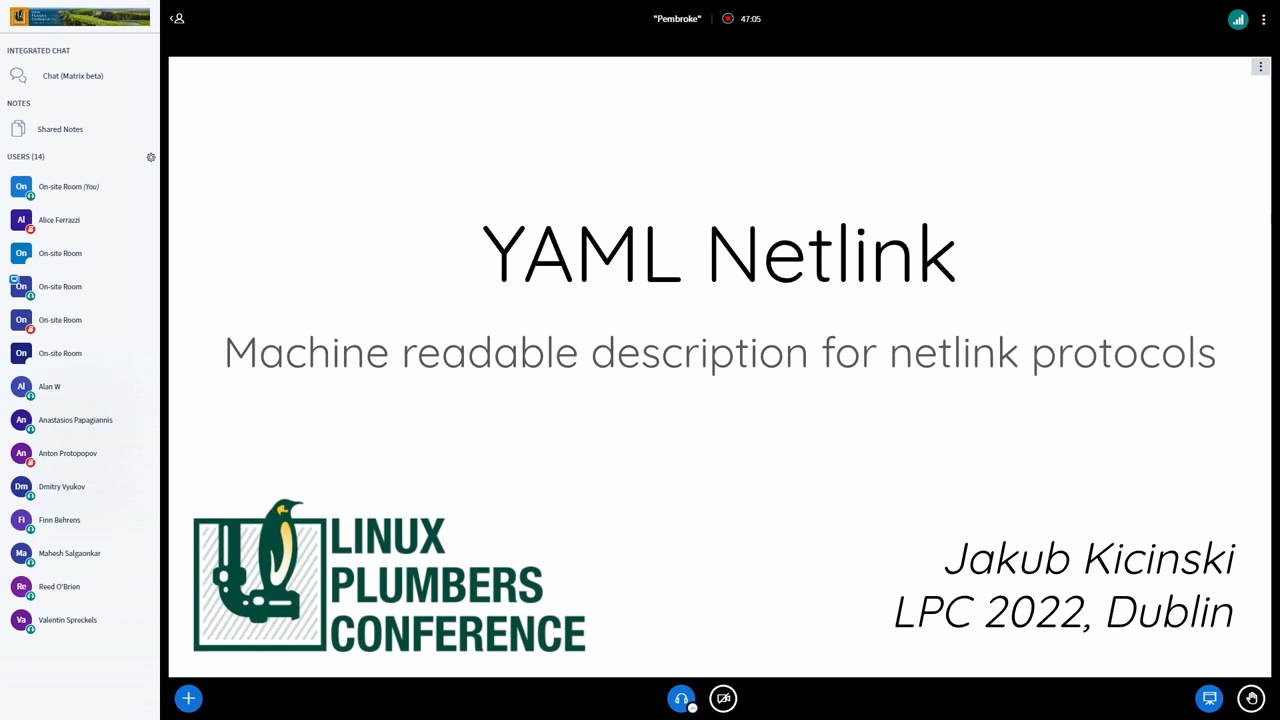 INTEGRATED CHAT
Chat (Matrix beta)
NOTES
Shared Notes
USERS (14)
On On-site Room (You)
Al Alice Ferrazzi
On On-site Room
On On-site Room
On On-site Room
On On-site Room
Al Alan W
An Anastasios Papagiannis
An Anton Protopopov
Dm Dmitry Vyukov
Fi Finn Behrens
Ma Mahesh Salgaonkar
Re Reed O'Brien
Va Valentin Spreckels
"Pembroke"
47:05
YAML Netlink
Machine readable description for netlink protocols
LINUX
PLUMBERS
CONFERENCE
Jakub Kicinski
LPC 2022, Dublin